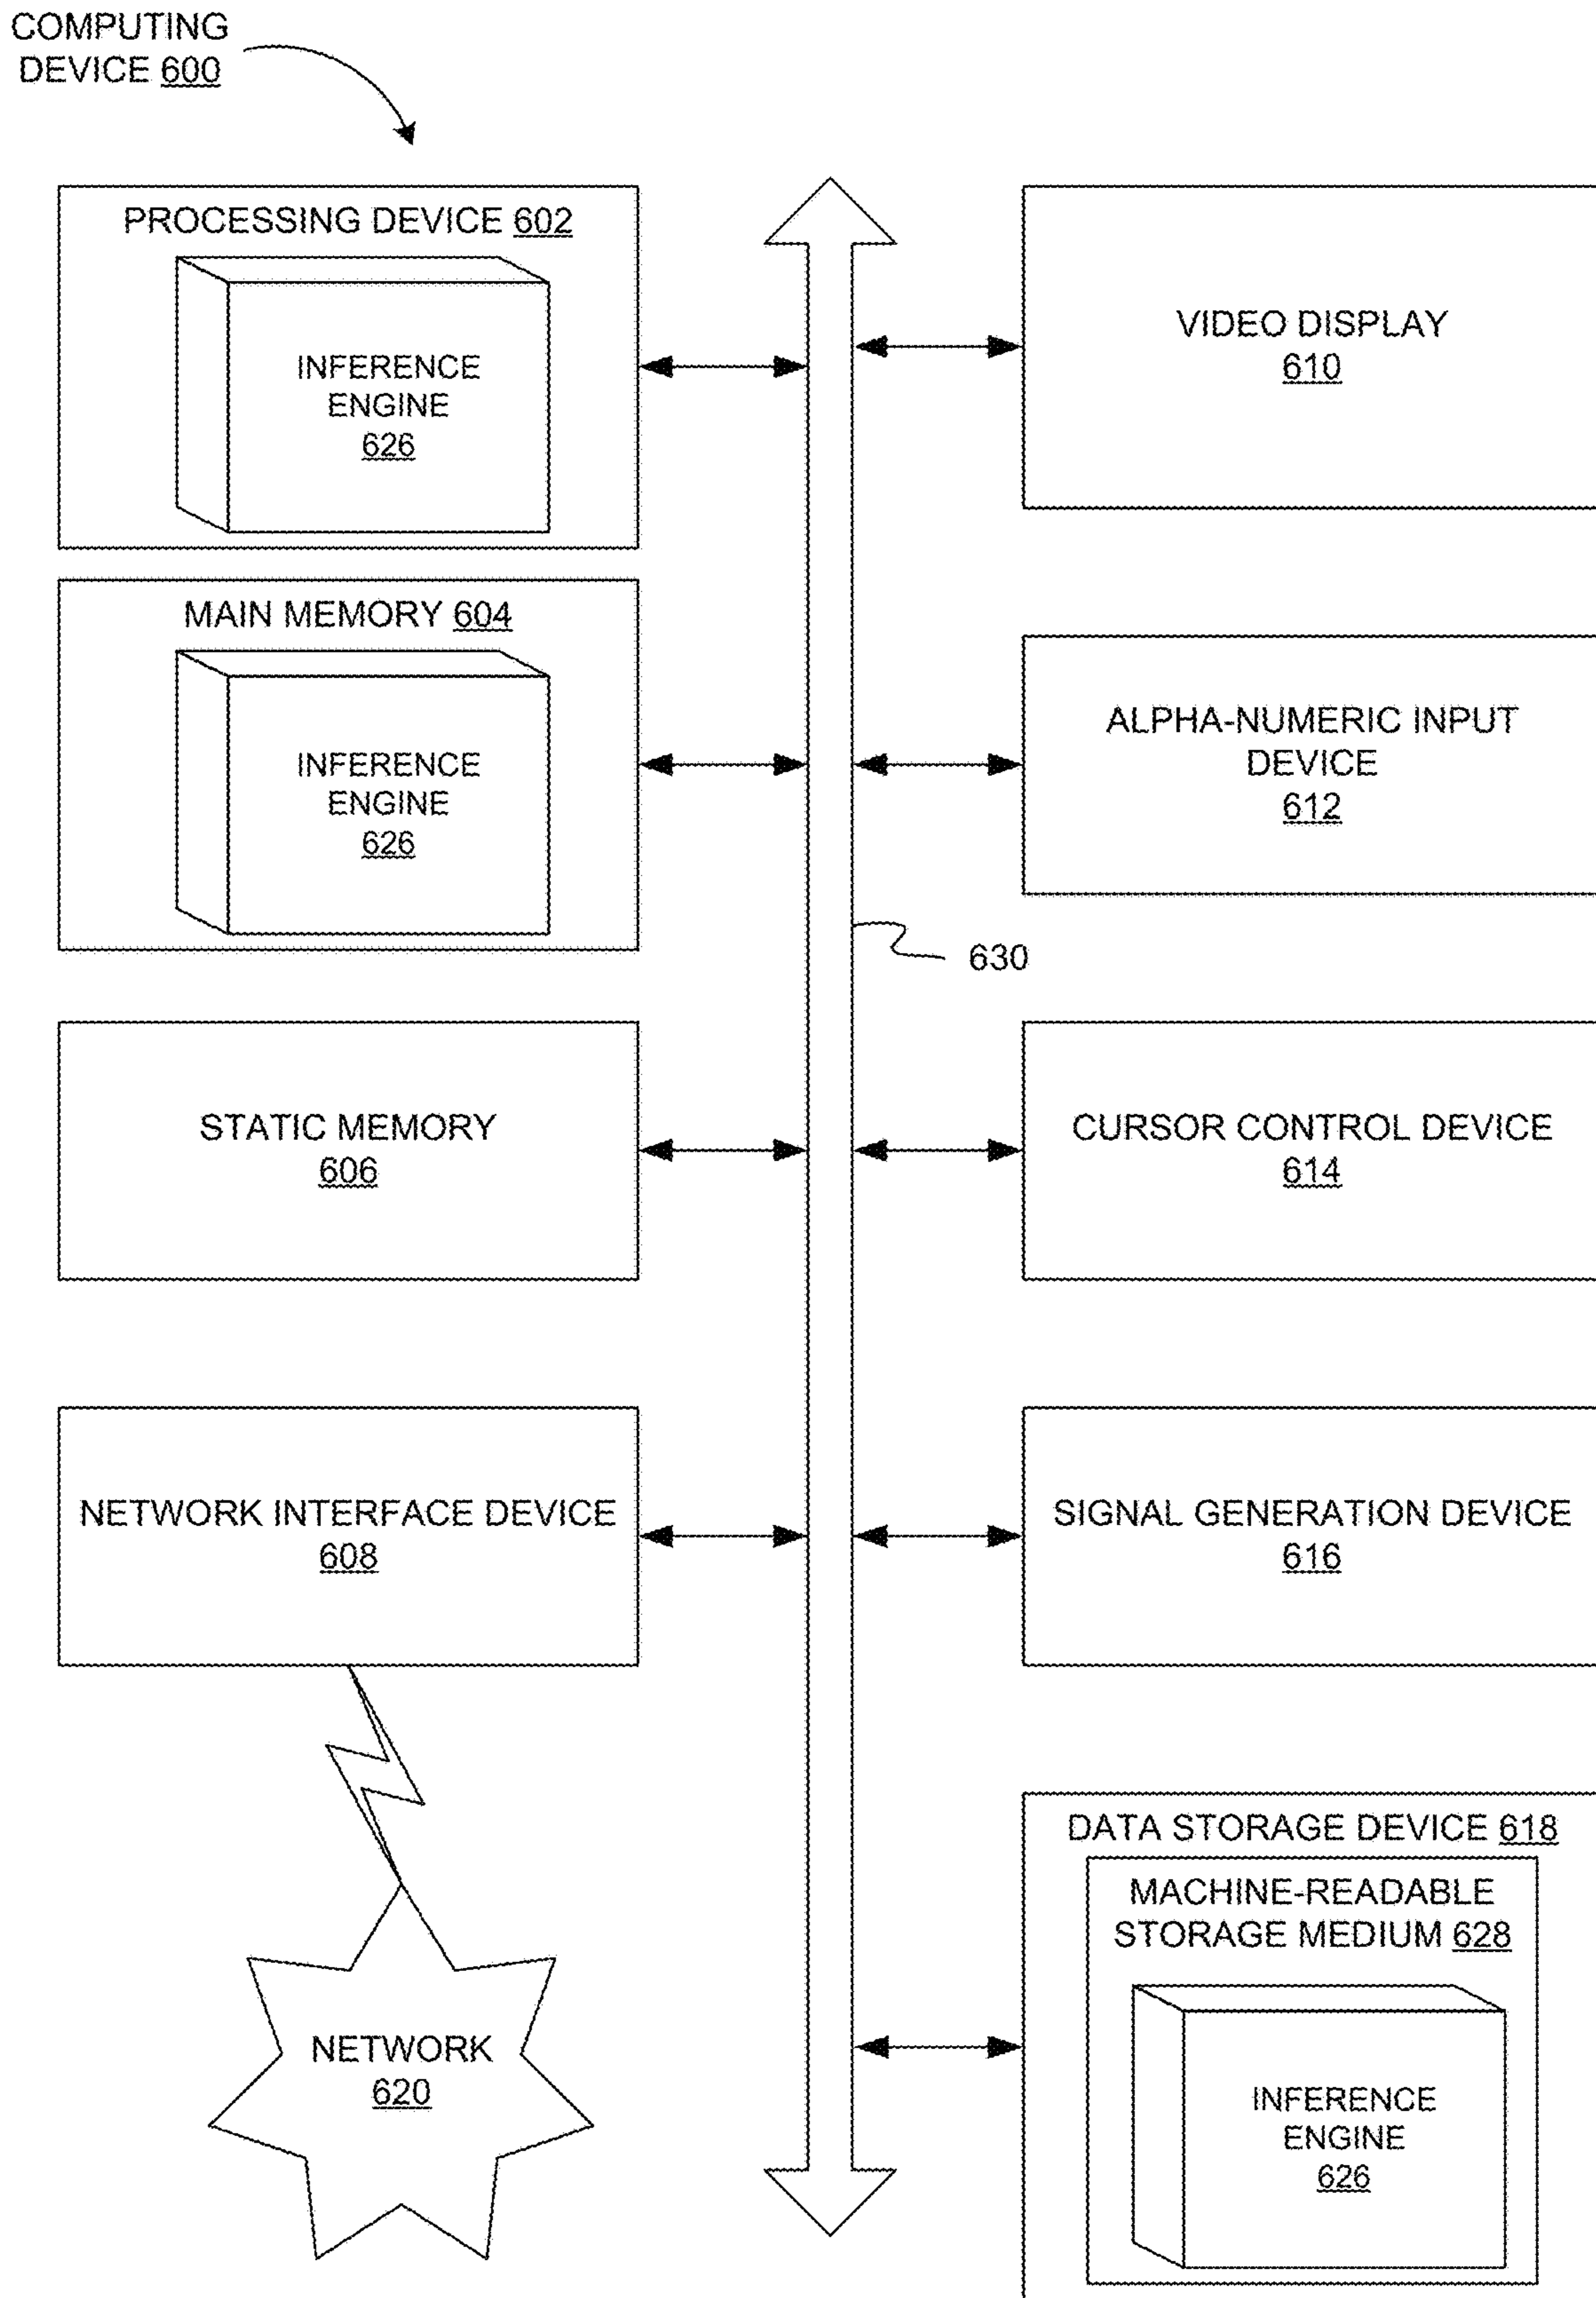 COMPUTING
DEVICE 600
PROCESSING DEVICE 602
INFERENCE
ENGINE
626
MAIN MEMORY 604
INFERENCE
ENGINE
626
STATIC MEMORY
606
NETWORK INTERFACE DEVICE
608
NETWORK
620
630
VIDEO DISPLAY
610
ALPHA-NUMERIC INPUT
DEVICE
612
CURSOR CONTROL DEVICE
614
SIGNAL GENERATION DEVICE
616
DATA STORAGE DEVICE 618
MACHINE-READABLE
STORAGE MEDIUM 628
INFERENCE
ENGINE
626